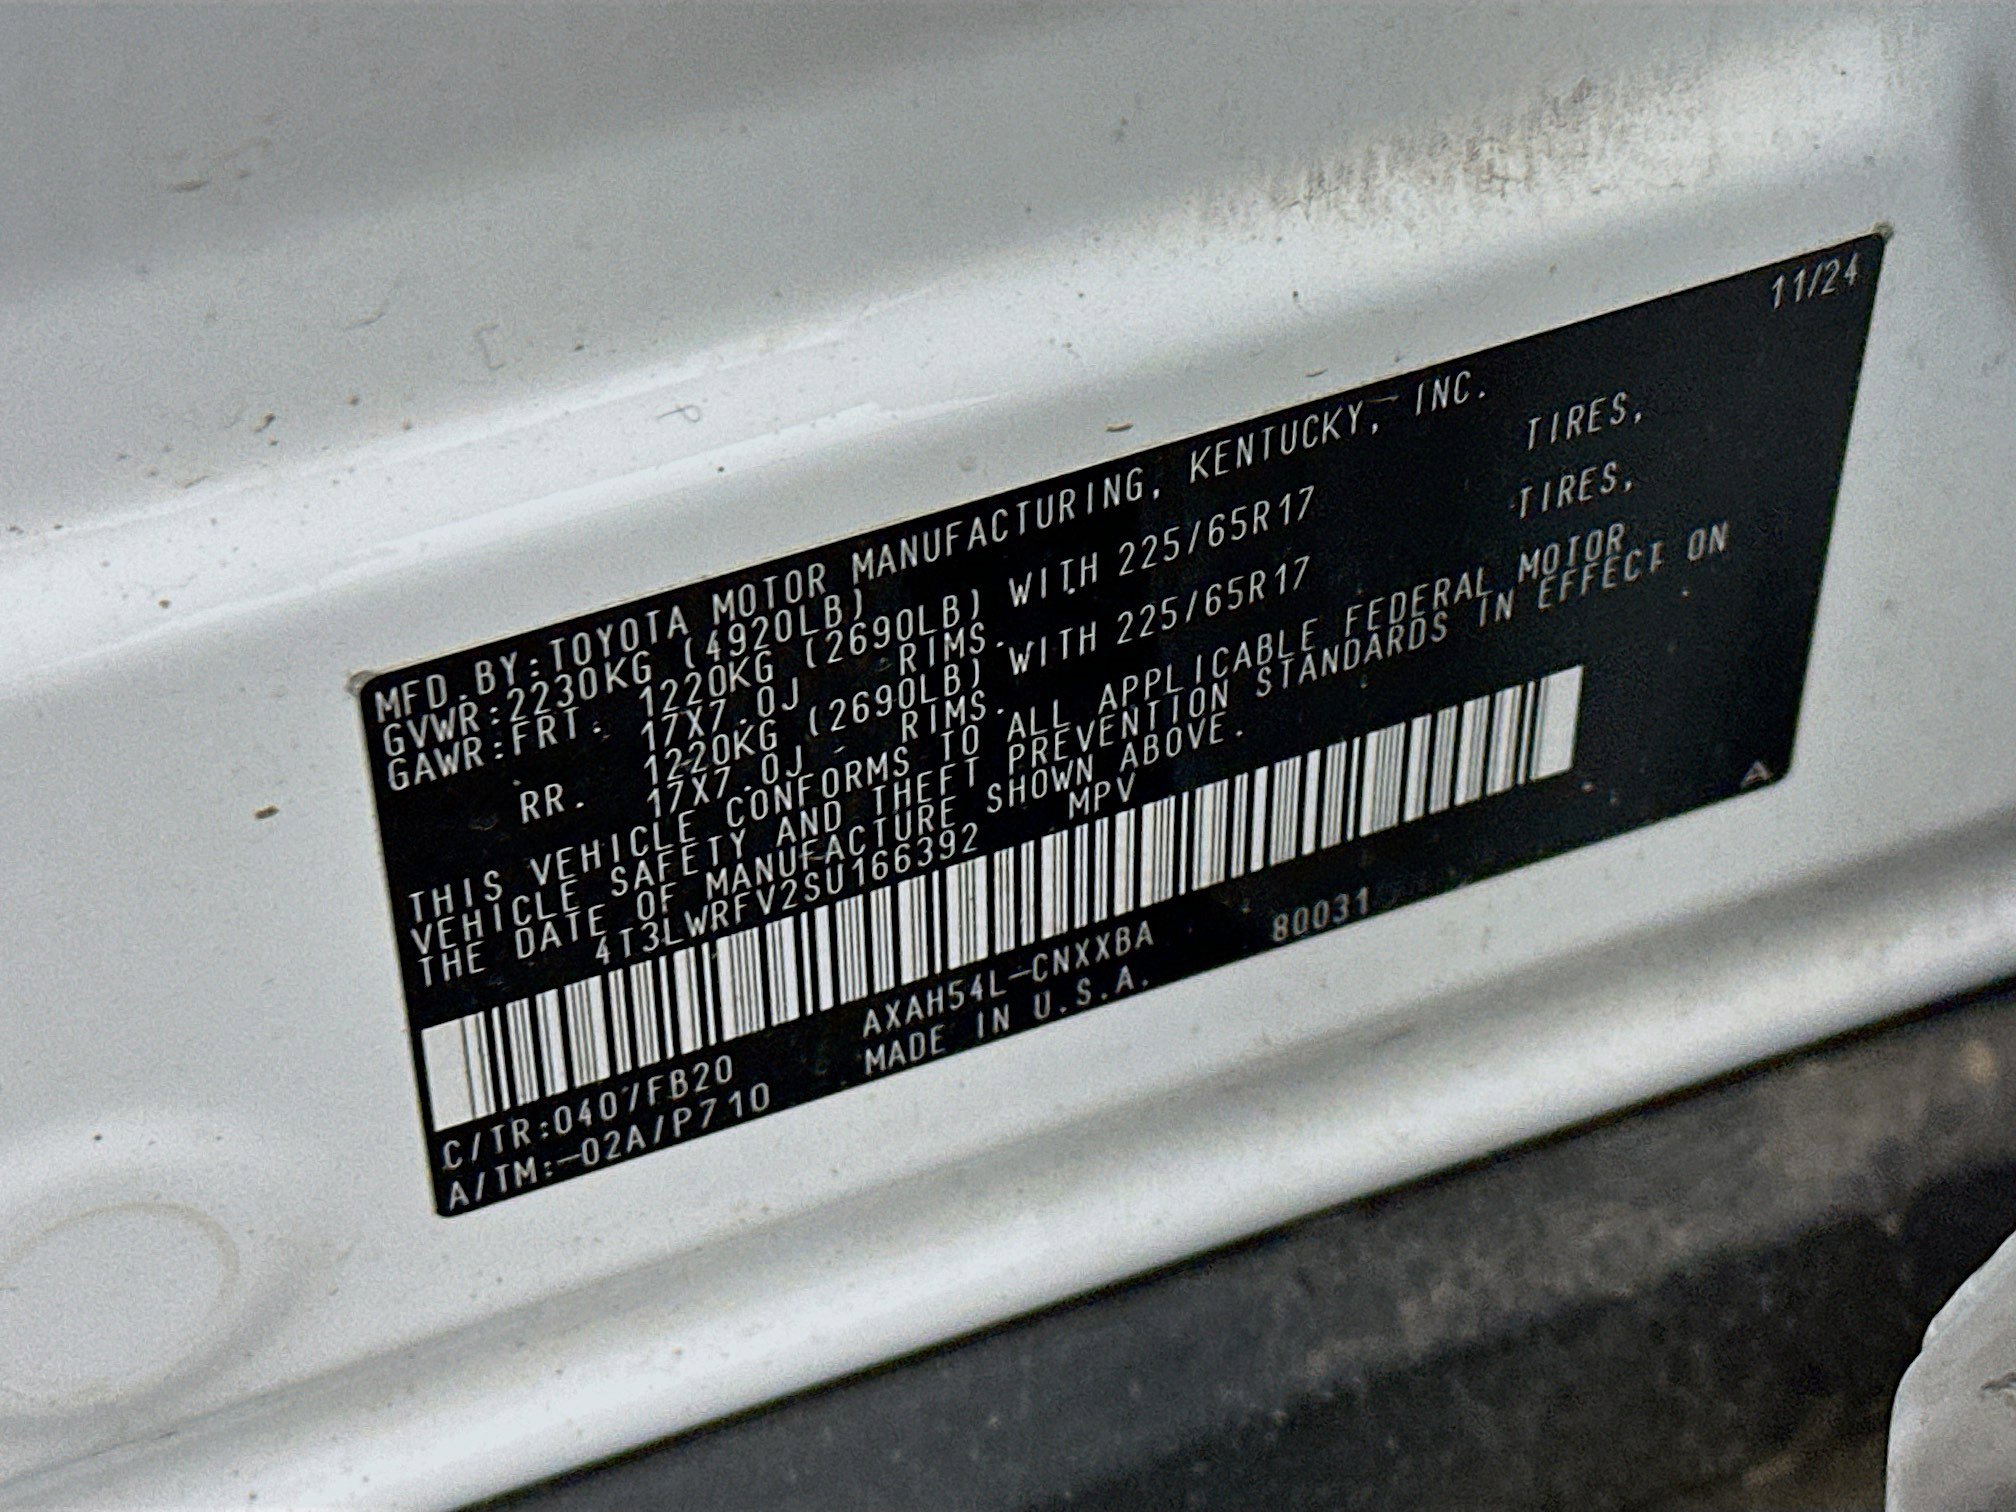 11/24
MFD.BY:TOYOTA MOTOR MANUFACTURING, KENTUCKY, INC.
GVWR:2230KG (4920LB)
GAWR:FRT. 1220KG (2690LB) WITH 225/65R17 TIRES,
17X7.0J RIMS.
RR. 1220KG (2690LB) WITH 225/65R17 TIRES,
17X7.0J RIMS.
THIS VEHICLE CONFORMS TO ALL APPLICABLE FEDERAL MOTOR
VEHICLE SAFETY AND THEFT PREVENTION STANDARDS IN EFFECT ON
THE DATE OF MANUFACTURE SHOWN ABOVE.
4T3LWRFV2SU166392 MPV
A
C/TR:0407/FB20 AXAH54L-CNXXBA 80031
A/TM:-02A/P710 MADE IN U.S.A.